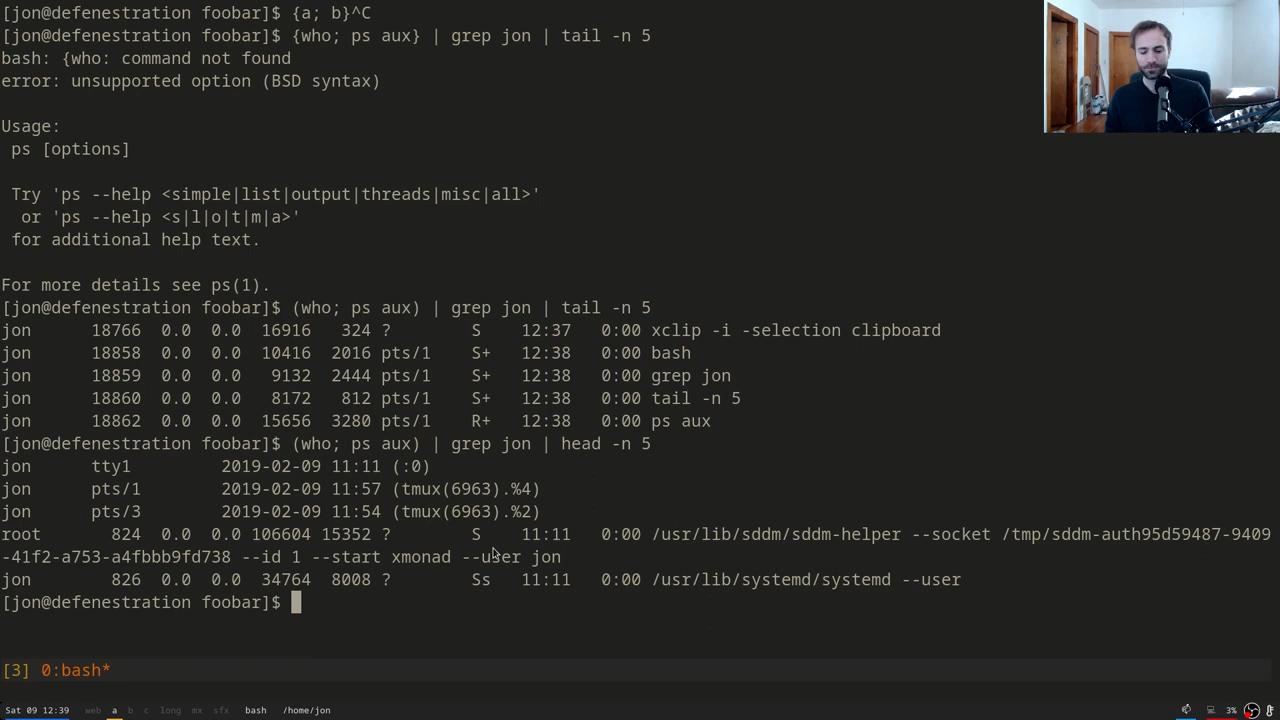 [jon@defenestration foobar]$ {a; b}^C
[jon@defenestration foobar]$ {who; ps aux} | grep jon | tail -n 5
bash: {who: command not found
error: unsupported option (BSD syntax)
Usage:
ps [options]
Try 'ps --help <simple|list|output|threads|misc|all>'
or 'ps --help <s|l|o|t|m|a>'
for additional help text.
For more details see ps(1).
[jon@defenestration foobar]$ (who; ps aux) | grep jon | tail -n 5
jon 18766 0.0 0.0 16916 324 ? S 12:37 0:00 xclip -i -selection clipboard
jon 18858 0.0 0.0 10416 2016 pts/1 S+ 12:38 0:00 bash
jon 18859 0.0 0.0 9132 2444 pts/1 S+ 12:38 0:00 grep jon
jon 18860 0.0 0.0 8172 812 pts/1 S+ 12:38 0:00 tail -n 5
jon 18862 0.0 0.0 15656 3280 pts/1 R+ 12:38 0:00 ps aux
[jon@defenestration foobar]$ (who; ps aux) | grep jon | head -n 5
jon tty1 2019-02-09 11:11 (:0)
jon pts/1 2019-02-09 11:57 (tmux(6963).%4)
jon pts/3 2019-02-09 11:54 (tmux(6963).%2)
root 824 0.0 0.0 106604 15352 ? S 11:11 0:00 /usr/lib/sddm/sddm-helper --socket /tmp/sddm-auth95d59487-9409
-41f2-a753-a4fbbb9fd738 --id 1 --start xmonad --user jon
jon 826 0.0 0.0 34764 8008 ? Ss 11:11 0:00 /usr/lib/systemd/systemd --user
[jon@defenestration foobar]$
[3] 0:bash*
Sat 09 12:39 web a b c long mx sfx bash /home/jon 3%